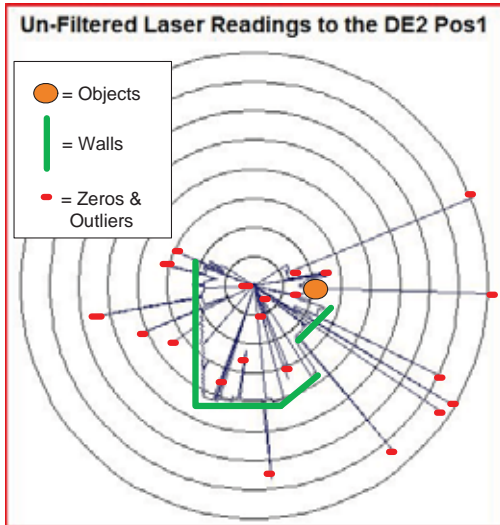 Un-Filtered Laser Readings to the DE2 Pos1
= Objects
= Walls
= Zeros &
Outliers